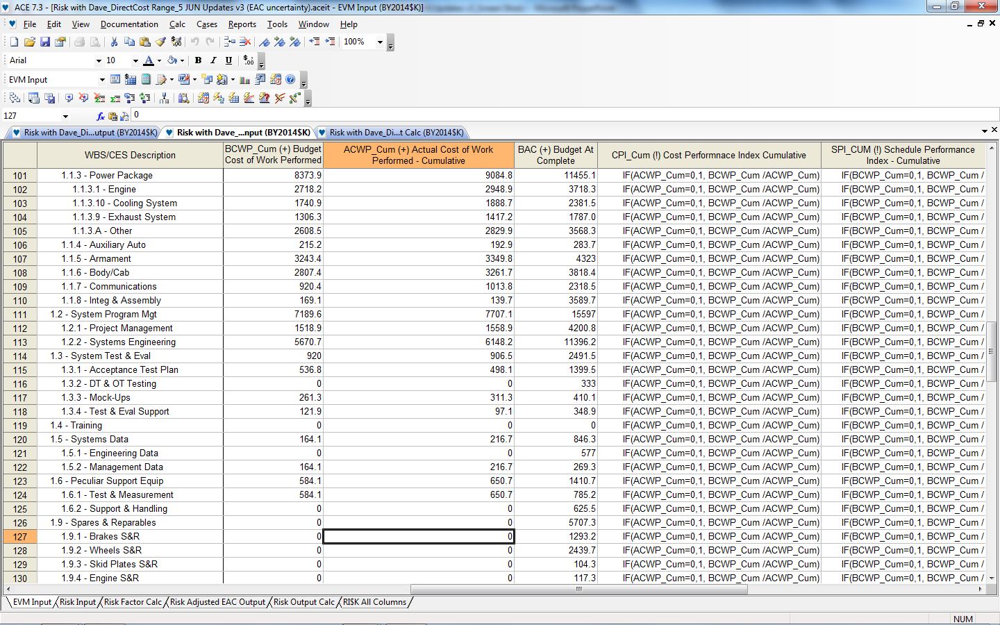 ACE 7.3 - [Risk with Dave_DirectCost Range_5 JUN Updates v3 (EAC uncertainty).aceit - EVM Input (BY2014$K)]
File Edit View Documentation Calc Cases Reports Tools Window Help
100%
Arial 10 A B I U $ .00
EVM Input
127 fx 0
Risk with Dave_Di...utput (BY2014$K) Risk with Dave_...nput (BY2014$K) Risk with Dave_Di...t Calc (BY2014$K)
WBS/CES Description BCWP_Cum (+) Budget Cost of Work Performed ACWP_Cum (+) Actual Cost of Work Performed - Cumulative BAC (+) Budget At Complete CPI_Cum (!) Cost Performnace Index Cumulative SPI_CUM (!) Schedule Performance Index - Cumulative
101 1.1.3 - Power Package 8373.9 9084.8 11455.1 IF(ACWP_Cum=0,1, BCWP_Cum /ACWP_Cum) IF(BCWP_Cum=0,1, BCWP_Cum /
102 1.1.3.1 - Engine 2718.2 2948.9 3718.3 IF(ACWP_Cum=0,1, BCWP_Cum /ACWP_Cum) IF(BCWP_Cum=0,1, BCWP_Cum /
103 1.1.3.10 - Cooling System 1740.9 1888.7 2381.5 IF(ACWP_Cum=0,1, BCWP_Cum /ACWP_Cum) IF(BCWP_Cum=0,1, BCWP_Cum /
104 1.1.3.9 - Exhaust System 1306.3 1417.2 1787.0 IF(ACWP_Cum=0,1, BCWP_Cum /ACWP_Cum) IF(BCWP_Cum=0,1, BCWP_Cum /
105 1.1.3.A - Other 2608.5 2829.9 3568.3 IF(ACWP_Cum=0,1, BCWP_Cum /ACWP_Cum) IF(BCWP_Cum=0,1, BCWP_Cum /
106 1.1.4 - Auxiliary Auto 215.2 192.9 283.7 IF(ACWP_Cum=0,1, BCWP_Cum /ACWP_Cum) IF(BCWP_Cum=0,1, BCWP_Cum /
107 1.1.5 - Armament 3243.4 3349.8 4323 IF(ACWP_Cum=0,1, BCWP_Cum /ACWP_Cum) IF(BCWP_Cum=0,1, BCWP_Cum /
108 1.1.6 - Body/Cab 2807.4 3261.7 3818.4 IF(ACWP_Cum=0,1, BCWP_Cum /ACWP_Cum) IF(BCWP_Cum=0,1, BCWP_Cum /
109 1.1.7 - Communications 920.4 1013.8 2318.5 IF(ACWP_Cum=0,1, BCWP_Cum /ACWP_Cum) IF(BCWP_Cum=0,1, BCWP_Cum /
110 1.1.8 - Integ & Assembly 169.1 139.7 3589.7 IF(ACWP_Cum=0,1, BCWP_Cum /ACWP_Cum) IF(BCWP_Cum=0,1, BCWP_Cum /
111 1.2 - System Program Mgt 7189.6 7707.1 15597 IF(ACWP_Cum=0,1, BCWP_Cum /ACWP_Cum) IF(BCWP_Cum=0,1, BCWP_Cum /
112 1.2.1 - Project Management 1518.9 1558.9 4200.8 IF(ACWP_Cum=0,1, BCWP_Cum /ACWP_Cum) IF(BCWP_Cum=0,1, BCWP_Cum /
113 1.2.2 - Systems Engineering 5670.7 6148.2 11396.2 IF(ACWP_Cum=0,1, BCWP_Cum /ACWP_Cum) IF(BCWP_Cum=0,1, BCWP_Cum /
114 1.3 - System Test & Eval 920 906.5 2491.5 IF(ACWP_Cum=0,1, BCWP_Cum /ACWP_Cum) IF(BCWP_Cum=0,1, BCWP_Cum /
115 1.3.1 - Acceptance Test Plan 536.8 498.1 1399.5 IF(ACWP_Cum=0,1, BCWP_Cum /ACWP_Cum) IF(BCWP_Cum=0,1, BCWP_Cum /
116 1.3.2 - DT & OT Testing 0 0 333 IF(ACWP_Cum=0,1, BCWP_Cum /ACWP_Cum) IF(BCWP_Cum=0,1, BCWP_Cum /
117 1.3.3 - Mock-Ups 261.3 311.3 410.1 IF(ACWP_Cum=0,1, BCWP_Cum /ACWP_Cum) IF(BCWP_Cum=0,1, BCWP_Cum /
118 1.3.4 - Test & Eval Support 121.9 97.1 348.9 IF(ACWP_Cum=0,1, BCWP_Cum /ACWP_Cum) IF(BCWP_Cum=0,1, BCWP_Cum /
119 1.4 - Training 0 0 0 IF(ACWP_Cum=0,1, BCWP_Cum /ACWP_Cum) IF(BCWP_Cum=0,1, BCWP_Cum /
120 1.5 - Systems Data 164.1 216.7 846.3 IF(ACWP_Cum=0,1, BCWP_Cum /ACWP_Cum) IF(BCWP_Cum=0,1, BCWP_Cum /
121 1.5.1 - Engineering Data 0 0 577 IF(ACWP_Cum=0,1, BCWP_Cum /ACWP_Cum) IF(BCWP_Cum=0,1, BCWP_Cum /
122 1.5.2 - Management Data 164.1 216.7 269.3 IF(ACWP_Cum=0,1, BCWP_Cum /ACWP_Cum) IF(BCWP_Cum=0,1, BCWP_Cum /
123 1.6 - Peculiar Support Equip 584.1 650.7 1410.7 IF(ACWP_Cum=0,1, BCWP_Cum /ACWP_Cum) IF(BCWP_Cum=0,1, BCWP_Cum /
124 1.6.1 - Test & Measurement 584.1 650.7 785.2 IF(ACWP_Cum=0,1, BCWP_Cum /ACWP_Cum) IF(BCWP_Cum=0,1, BCWP_Cum /
125 1.6.2 - Support & Handling 0 0 625.5 IF(ACWP_Cum=0,1, BCWP_Cum /ACWP_Cum) IF(BCWP_Cum=0,1, BCWP_Cum /
126 1.9 - Spares & Reparables 0 0 5707.3 IF(ACWP_Cum=0,1, BCWP_Cum /ACWP_Cum) IF(BCWP_Cum=0,1, BCWP_Cum /
127 1.9.1 - Brakes S&R 0 0 1293.2 IF(ACWP_Cum=0,1, BCWP_Cum /ACWP_Cum) IF(BCWP_Cum=0,1, BCWP_Cum /
128 1.9.2 - Wheels S&R 0 0 2439.7 IF(ACWP_Cum=0,1, BCWP_Cum /ACWP_Cum) IF(BCWP_Cum=0,1, BCWP_Cum /
129 1.9.3 - Skid Plates S&R 0 0 104.3 IF(ACWP_Cum=0,1, BCWP_Cum /ACWP_Cum) IF(BCWP_Cum=0,1, BCWP_Cum /
130 1.9.4 - Engine S&R 0 0 117.3 IF(ACWP_Cum=0,1, BCWP_Cum /ACWP_Cum) IF(BCWP_Cum=0,1, BCWP_Cum /
EVM Input Risk Input Risk Factor Calc Risk Adjusted EAC Output Risk Output Calc RI$K All Columns
NUM